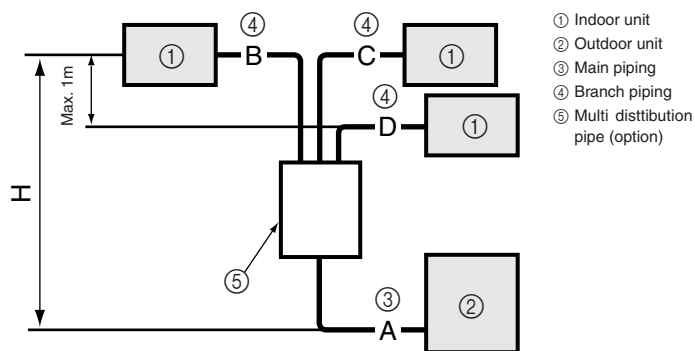 ④
④
①
B
C
①
Max. 1m
④
D
①
H
⑤
③
A
②
① Indoor unit
② Outdoor unit
③ Main piping
④ Branch piping
⑤ Multi disttibution
pipe (option)